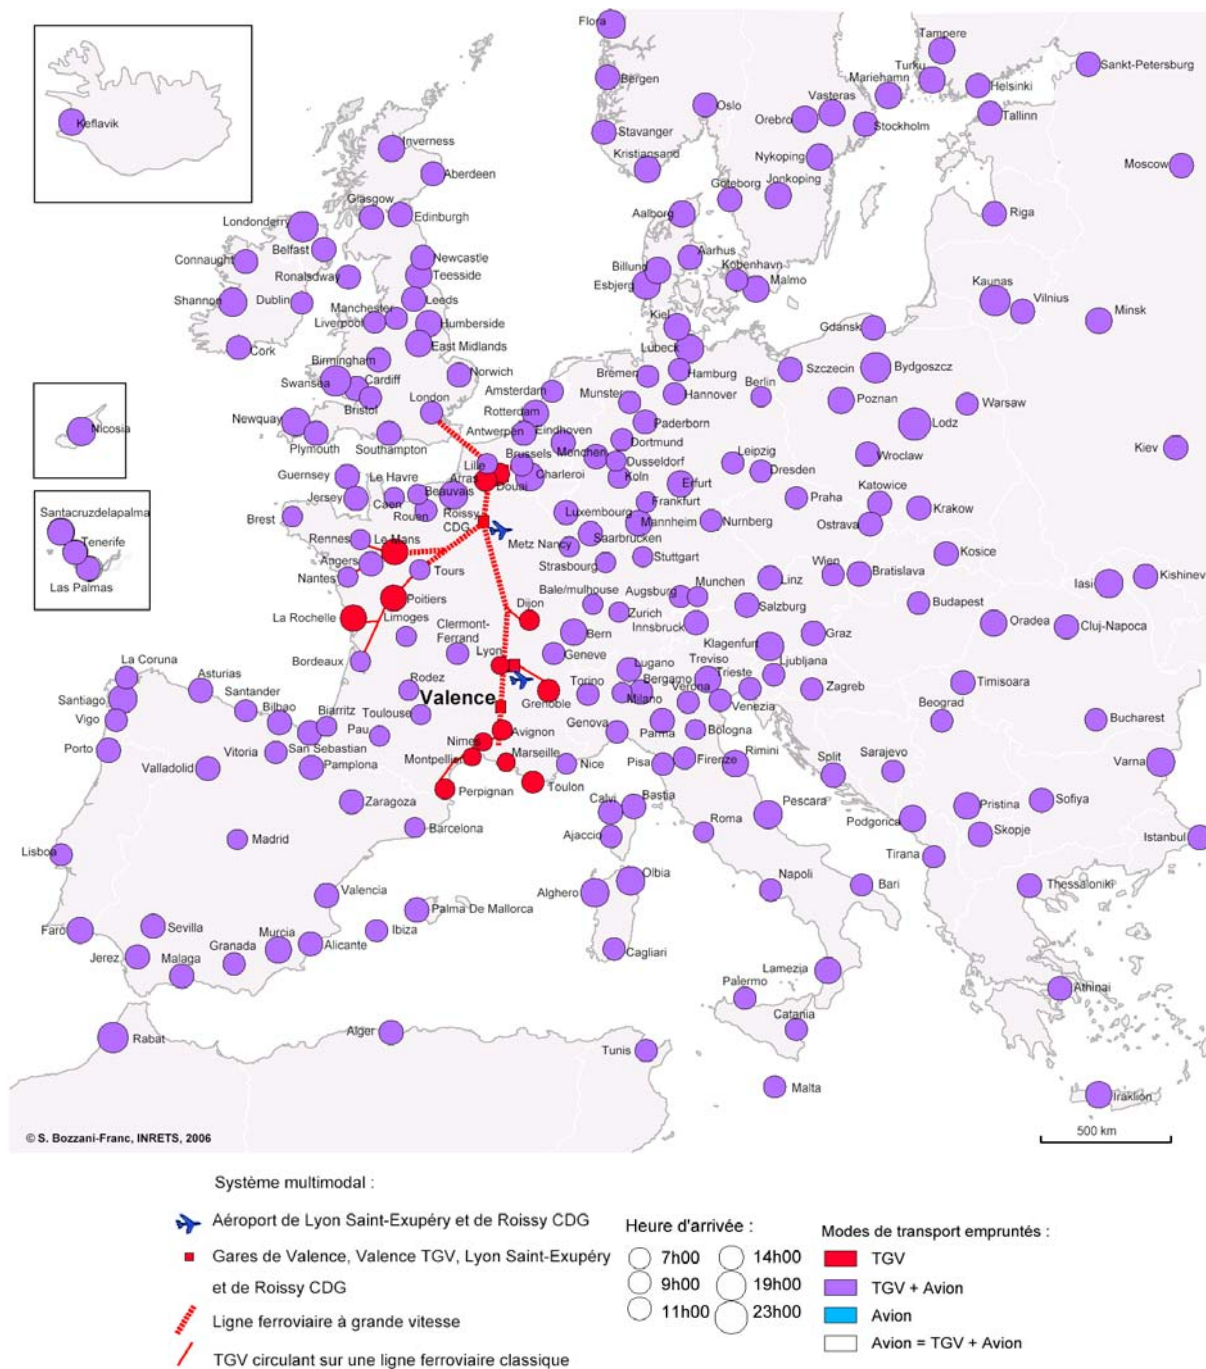 Flora
Tampere
Turku
Sankt-Petersburg
Bergen
Mariehamn
Helsinki
Keflavik
Oslo
Vasteras
Orebro
Stockholm
Tallinn
Stavanger
Inverness
Kristiansand
Nykoping
Moscow
Aberdeen
Goteborg
Jonkoping
Glasgow
Edinburgh
Aalborg
Riga
Londonderry
Belfast
Connaught
Newcastle
Aarhus
Ronalsdway
Teesside
Billund
Kobenhavn
Esbjerg
Malmo
Kaunas
Shannon
Dublin
Leeds
Vilnius
Manchester
Liverpool
Humberside
Kiel
Gdansk
Minsk
Cork
East Midlands
Lubeck
Birmingham
Norwich
Bremen
Hamburg
Szczecin
Bydgoszcz
Swansea
Cardiff
Amsterdam
Munster
Hannover
Berlin
Bristol
London
Rotterdam
Poznan
Warsaw
Newquay
Antwerpen
Eindhoven
Paderborn
Lodz
Nicosia
Plymouth
Southampton
Dortmund
Kiev
Brussels
Monchen
Dusseldorf
Leipzig
Wroclaw
Lille
Guernsey
Le Havre
Arras
Douai
Charleroi
Koln
Dresden
Erfurt
Jersey
Caen
Beauvais
Frankfurt
Praha
Katowice
Santacruzdelapalma
Brest
Rouen
Roissy
CDG
Luxembourg
Mannheim
Nurnberg
Ostrava
Krakow
Tenerife
Rennes
Le Mans
Metz Nancy
Saarbrucken
Las Palmas
Angers
Nantes
Tours
Strasbourg
Stuttgart
Wien
Kosice
Poitiers
Bale/mulhouse
Augsburg
Munchen
Linz
Bratislava
Iasi
Kishinev
La Rochelle
Limoges
Dijon
Zurich
Salzburg
Budapest
Clermont-
Ferrand
Bern
Innsbruck
Klagenfurt
Graz
Oradea
Cluj-Napoca
Bordeaux
Lyon
Geneve
La Coruna
Asturias
Lugano
Treviso
Ljubljana
Rodez
Bergamo
Trieste
Santiago
Santander
Valence
Grenoble
Torino
Milano
Verona
Zagreb
Timisoara
Vigo
Bilbao
Biarritz
Toulouse
Venezia
Beograd
Bucharest
Porto
Vitoria
San Sebastian
Pau
Avignon
Genova
Parma
Bologna
Nimes
Valladolid
Pamplona
Montpellier
Marseille
Nice
Pisa
Firenze
Rimini
Split
Sarajevo
Varna
Perpignan
Toulon
Zaragoza
Calvi
Bastia
Pescara
Pristina
Sofiya
Podgorica
Madrid
Barcelona
Ajaccio
Roma
Skopje
Istanbul
Lisboa
Tirana
Valencia
Olbia
Napoli
Bari
Thessaloniki
Alghero
Palma De Mallorca
Faro
Sevilla
Murcia
Alicante
Ibiza
Jerez
Granada
Malaga
Cagliari
Lamezia
Palermo
Athinai
Catania
Rabat
Alger
Tunis
Malta
Iraklion
© S. Bozzani-Franc, INRETS, 2006
500 km
Système multimodal :
Aéroport de Lyon Saint-Exupéry et de Roissy CDG
Gares de Valence, Valence TGV, Lyon Saint-Exupéry
et de Roissy CDG
Ligne ferroviaire à grande vitesse
TGV circulant sur une ligne ferroviaire classique
Heure d'arrivée :
7h00
14h00
9h00
19h00
11h00
23h00
Modes de transport empruntés :
TGV
TGV + Avion
Avion
Avion = TGV + Avion